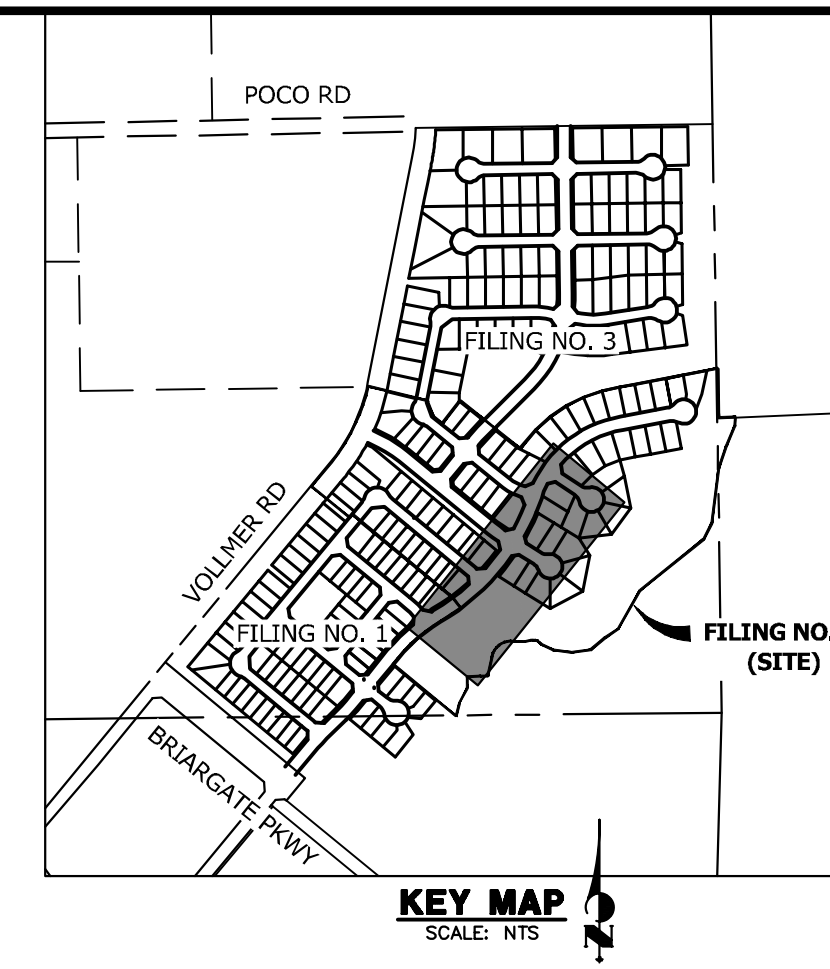 POCO RD
FILING NO. 3
VOLLMER RD
FILING NO. 1
FILING NO.
(SITE)
BRIARGATE PKWY
KEY MAP
SCALE: NTS
N